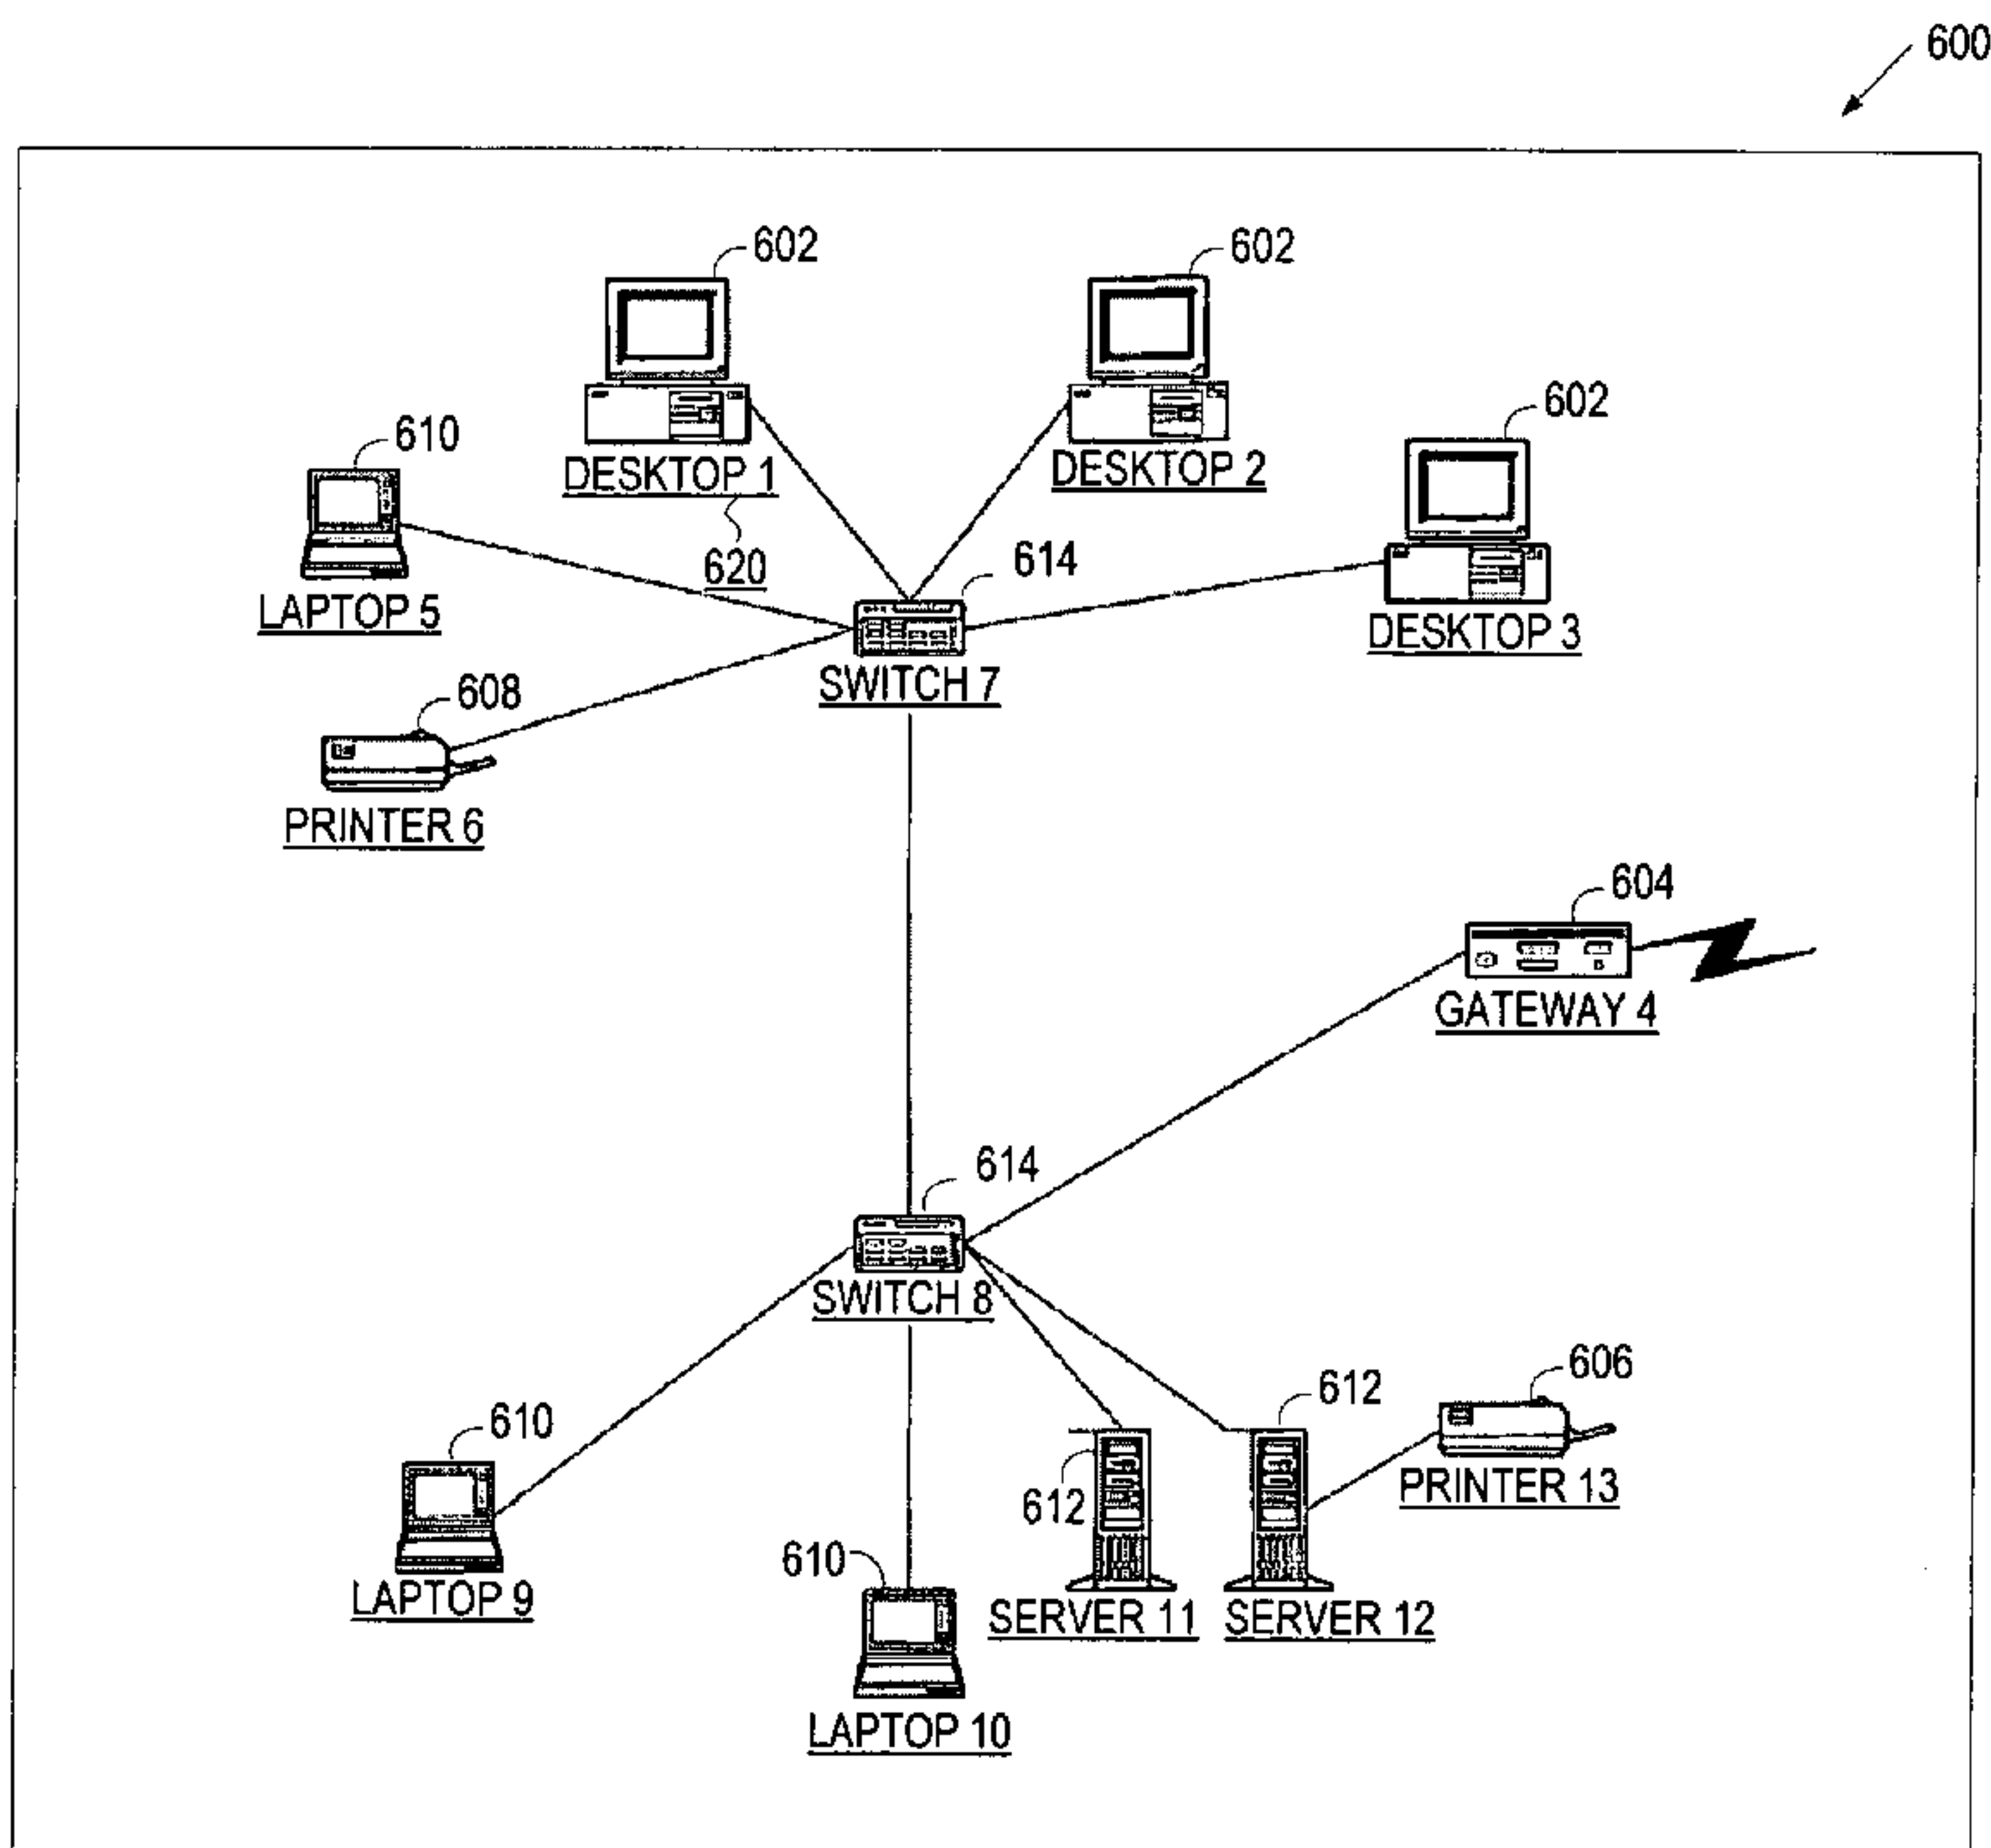 600
602
602
602
610
DESKTOP 1
DESKTOP 2
620
614
LAPTOP 5
DESKTOP 3
SWITCH 7
608
PRINTER 6
604
GATEWAY 4
614
SWITCH 8
606
612
610
612
PRINTER 13
610
LAPTOP 9
SERVER 11
SERVER 12
LAPTOP 10